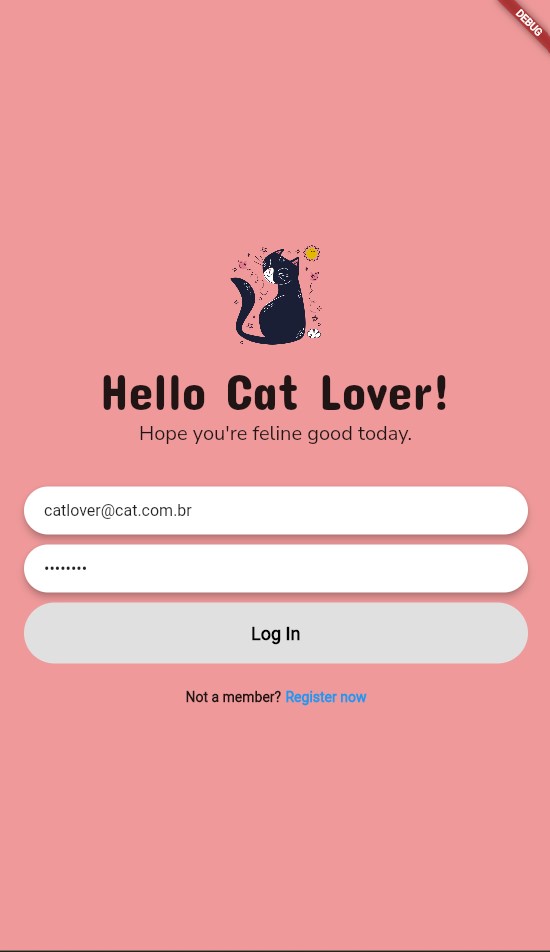 DEBUG
Hello Cat Lover!
Hope you're feline good today.
catlover@cat.com.br
••••••••
Log In
Not a member? Register now